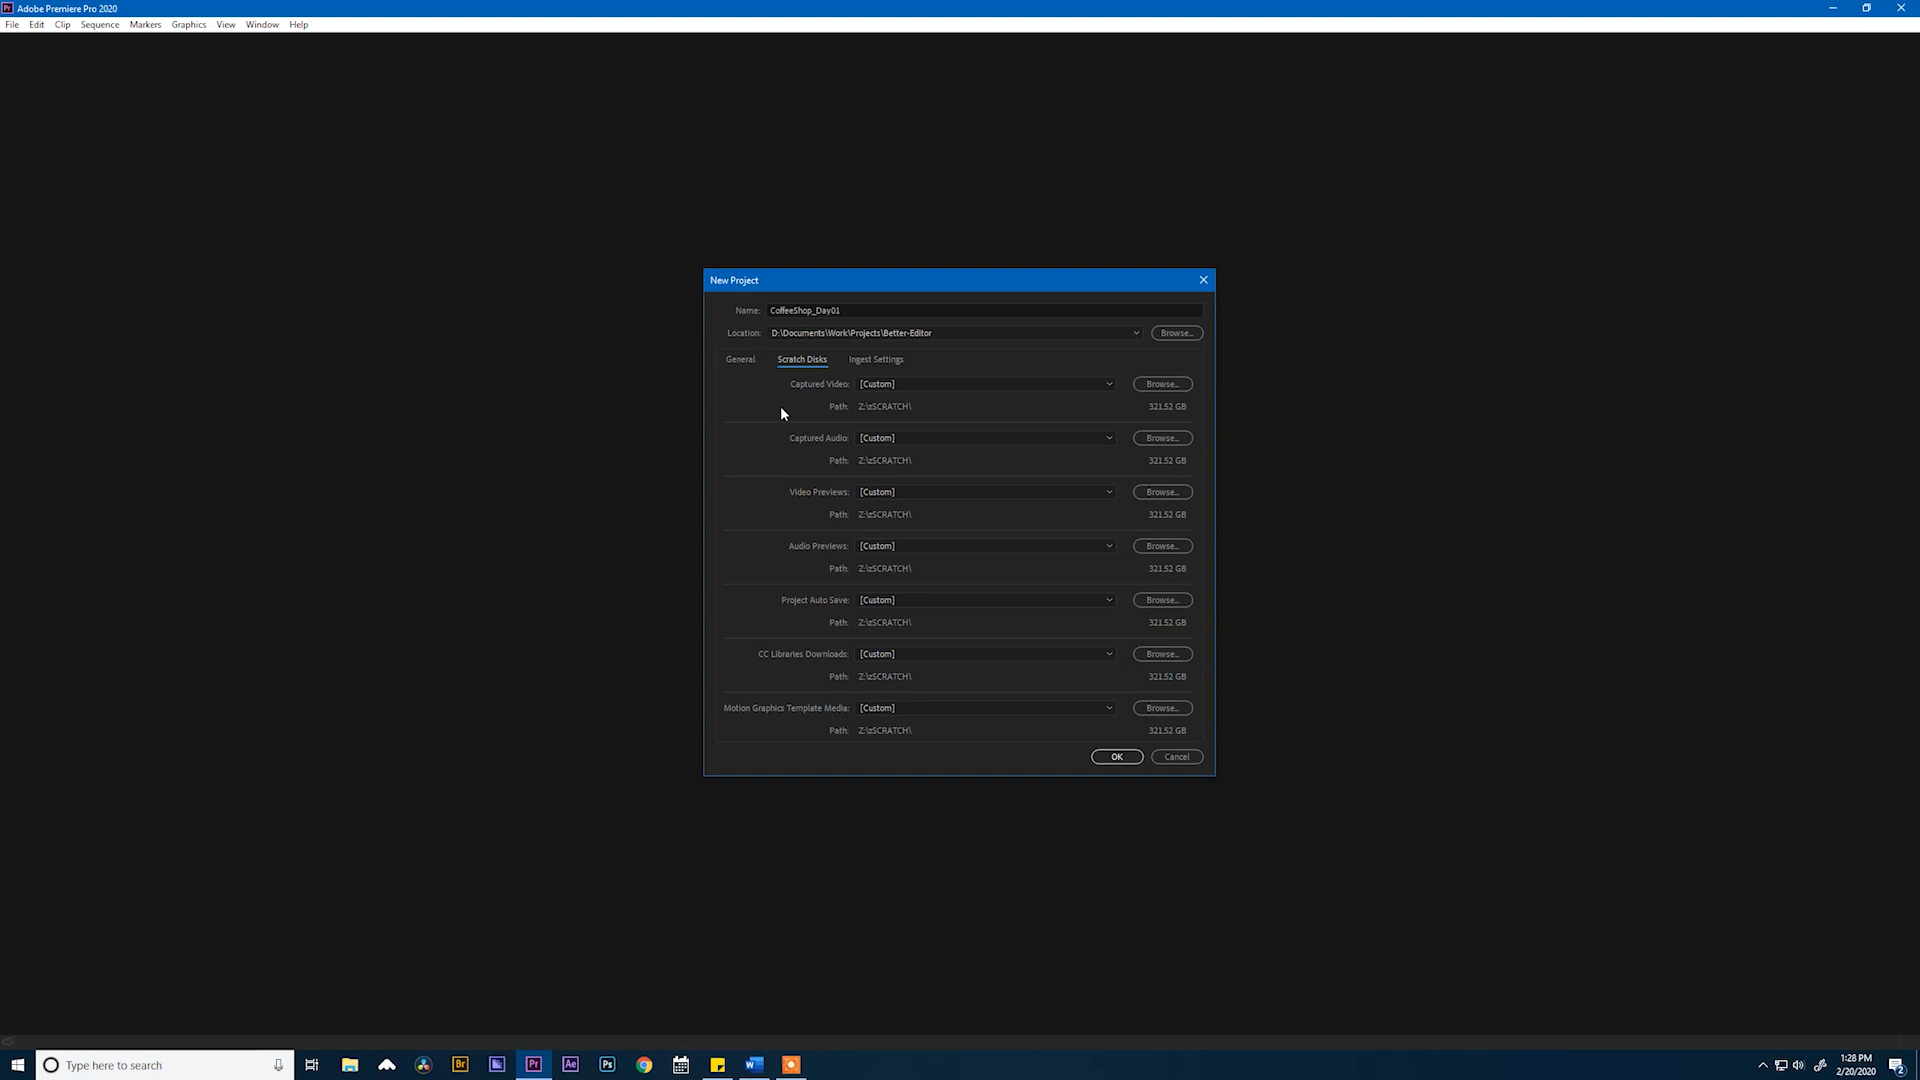 Adobe Premiere Pro 2020
File Edit Clip Sequence Markers Graphics View Window Help
New Project
Name: CoffeeShop_Day01
Location: D:\Documents\Work\Projects\Better-Editor Browse...
General Scratch Disks Ingest Settings
Captured Video: [Custom] Browse...
Path: Z:\zSCRATCH\ 321.52 GB
Captured Audio: [Custom] Browse...
Path: Z:\zSCRATCH\ 321.52 GB
Video Previews: [Custom] Browse...
Path: Z:\zSCRATCH\ 321.52 GB
Audio Previews: [Custom] Browse...
Path: Z:\zSCRATCH\ 321.52 GB
Project Auto Save: [Custom] Browse...
Path: Z:\zSCRATCH\ 321.52 GB
CC Libraries Downloads: [Custom] Browse...
Path: Z:\zSCRATCH\ 321.52 GB
Motion Graphics Template Media: [Custom] Browse...
Path: Z:\zSCRATCH\ 321.52 GB
OK Cancel
Type here to search Br Pr Ae Ps W 1:28 PM
2/20/2020 2